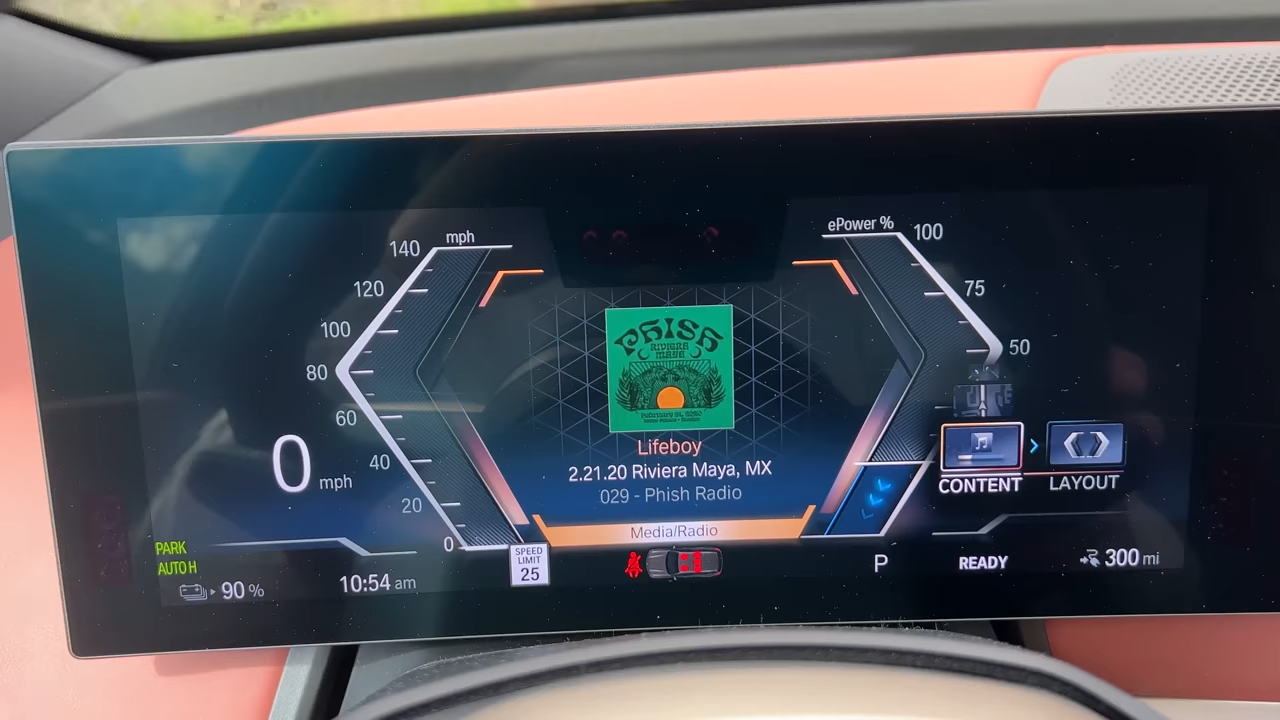 mph
140
120
100
80
60
40
20
0
0 mph
ePower %
100
75
50
PHISH
RIVIERA
MAYA
Lifeboy
2.21.20 Riviera Maya, MX
029 - Phish Radio
Media/Radio
CONTENT
LAYOUT
PARK
AUTO H
90 %
10:54 am
SPEED
LIMIT
25
P
READY
300 mi